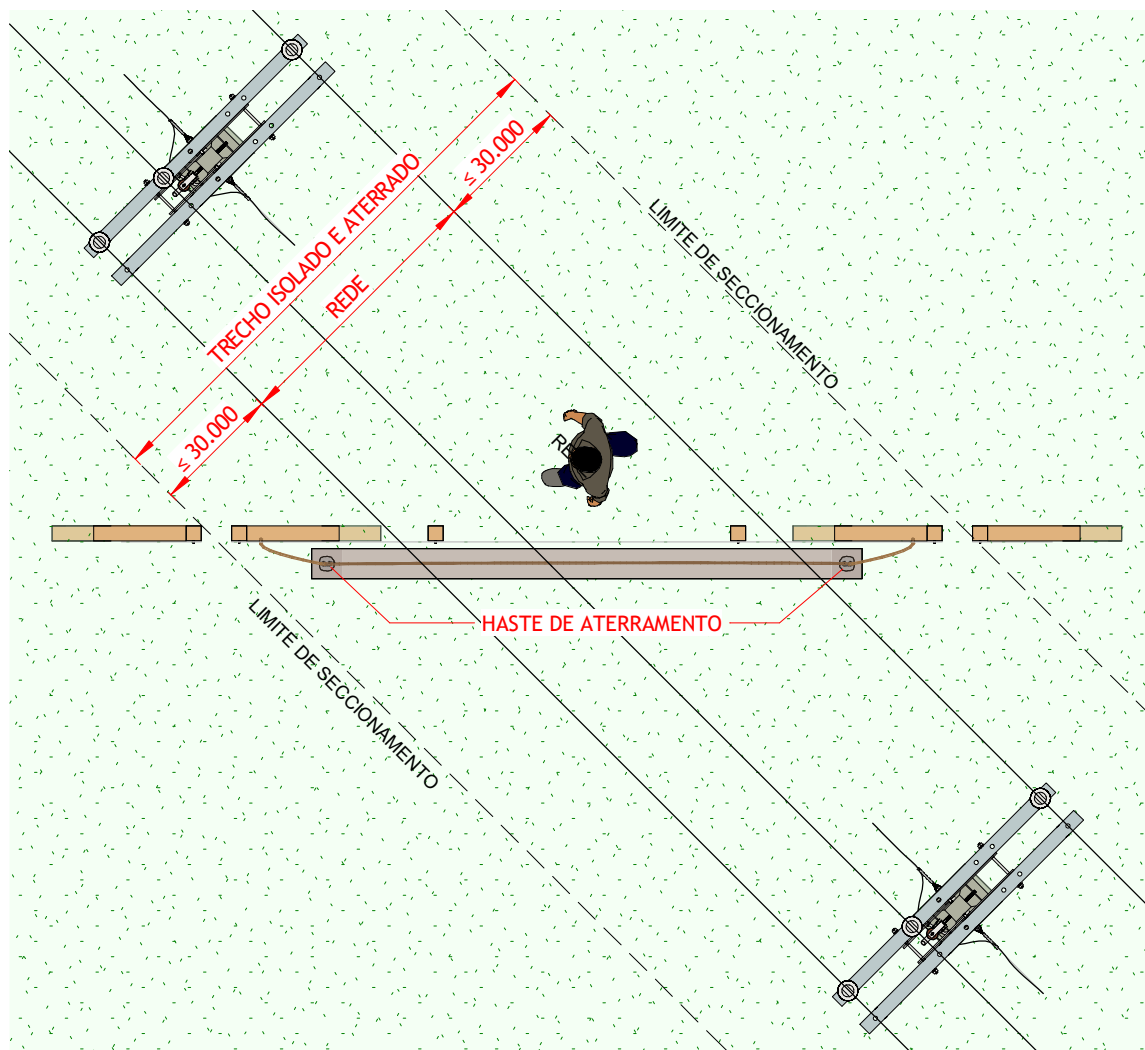 ≤ 30.000
TRECHO ISOLADO E ATERRADO
REDE
LIMITE DE SECCIONAMENTO
≤ 30.000
HASTE DE ATERRAMENTO
LIMITE DE SECCIONAMENTO